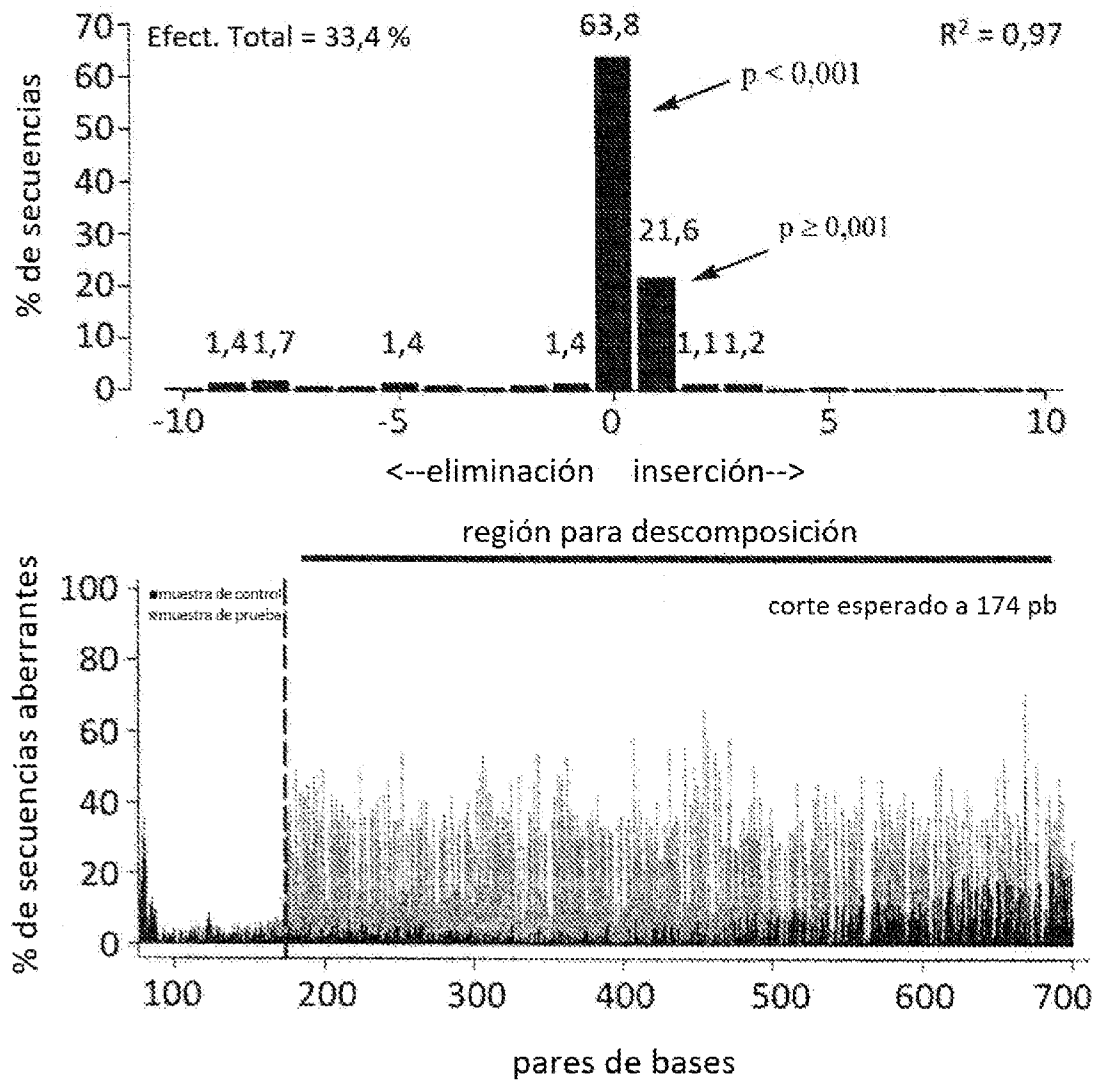 Efect. Total = 33,4 %
R² = 0,97
63,8
p < 0,001
21,6
p ≥ 0,001
1,4 1,7
1,4
1,4
1,1 1,2
% de secuencias
70
60
50
40
30
20
10
0
-10
-5
0
5
10
<--eliminación inserción-->
región para descomposición
corte esperado a 174 pb
muestra de control
muestra de prueba
% de secuencias aberrantes
100
80
60
40
20
0
100
200
300
400
500
600
700
pares de bases